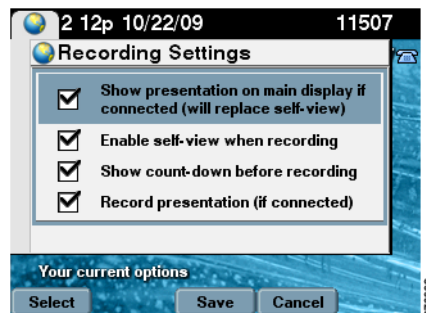 2 12p 10/22/09 11507
Recording Settings
Show presentation on main display if
connected (will replace self-view)
Enable self-view when recording
Show count-down before recording
Record presentation (if connected)
Your current options
Select Save Cancel